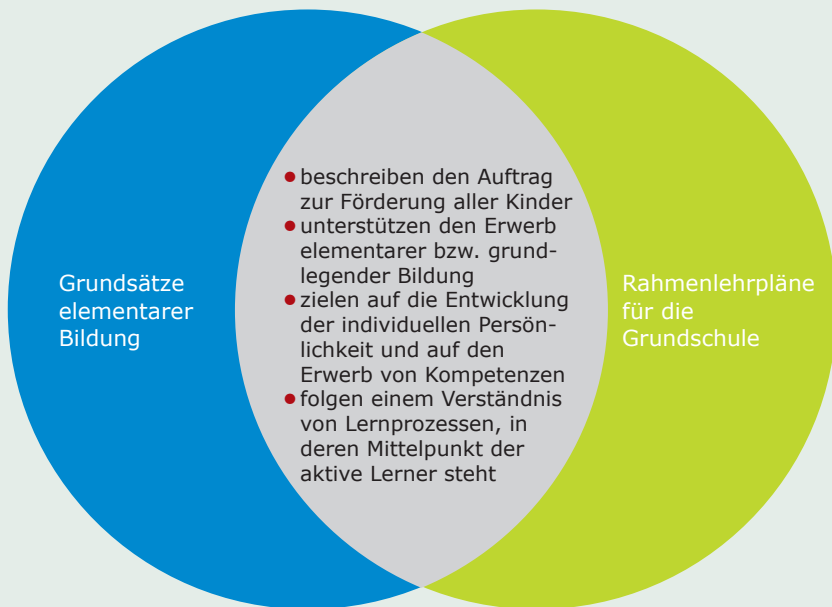 Grundsätze
elementarer
Bildung
• beschreiben den Auftrag
zur Förderung aller Kinder
• unterstützen den Erwerb
elementarer bzw. grund-
legender Bildung
• zielen auf die Entwicklung
der individuellen Persön-
lichkeit und auf den
Erwerb von Kompetenzen
• folgen einem Verständnis
von Lernprozessen, in
deren Mittelpunkt der
aktive Lerner steht
Rahmenlehrpläne
für die
Grundschule